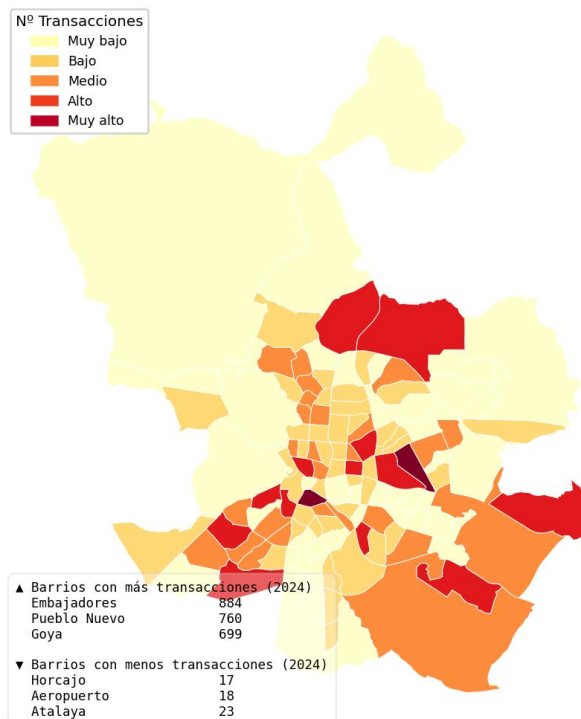 Nº Transacciones
Muy bajo
Bajo
Medio
Alto
Muy alto
▲ Barrios con más transacciones (2024)
Embajadores 884
Pueblo Nuevo 760
Goya 699
▼ Barrios con menos transacciones (2024)
Horcajo 17
Aeropuerto 18
Atalaya 23